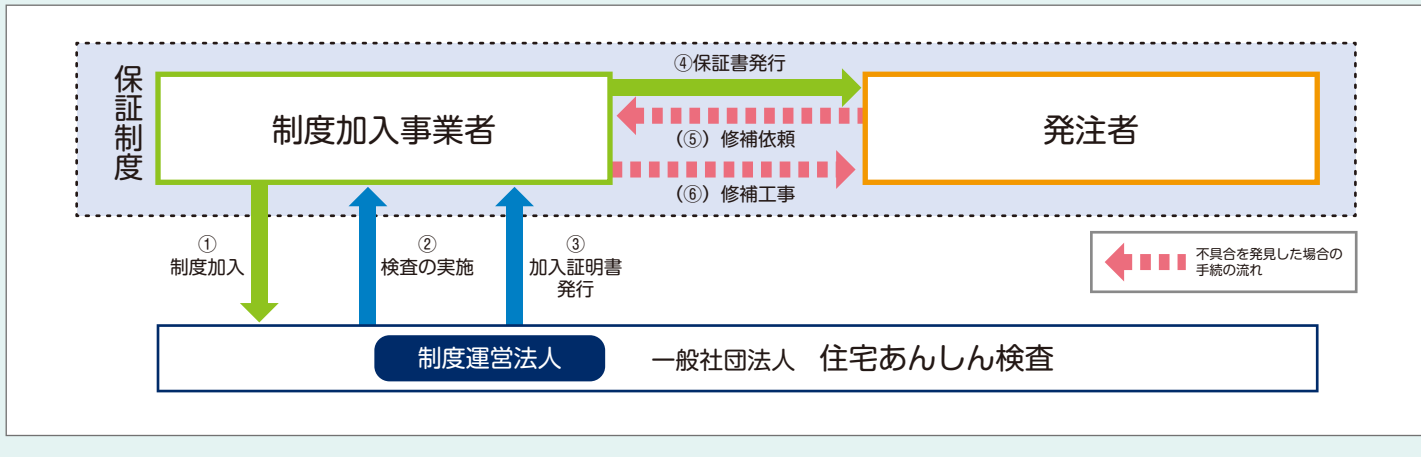 保証制度
制度加入事業者
④保証書発行
(⑤)修補依頼
(⑥)修補工事
発注者
①
制度加入
②
検査の実施
③
加入証明書
発行
不具合を発見した場合の
手続の流れ
制度運営法人
一般社団法人 住宅あんしん検査